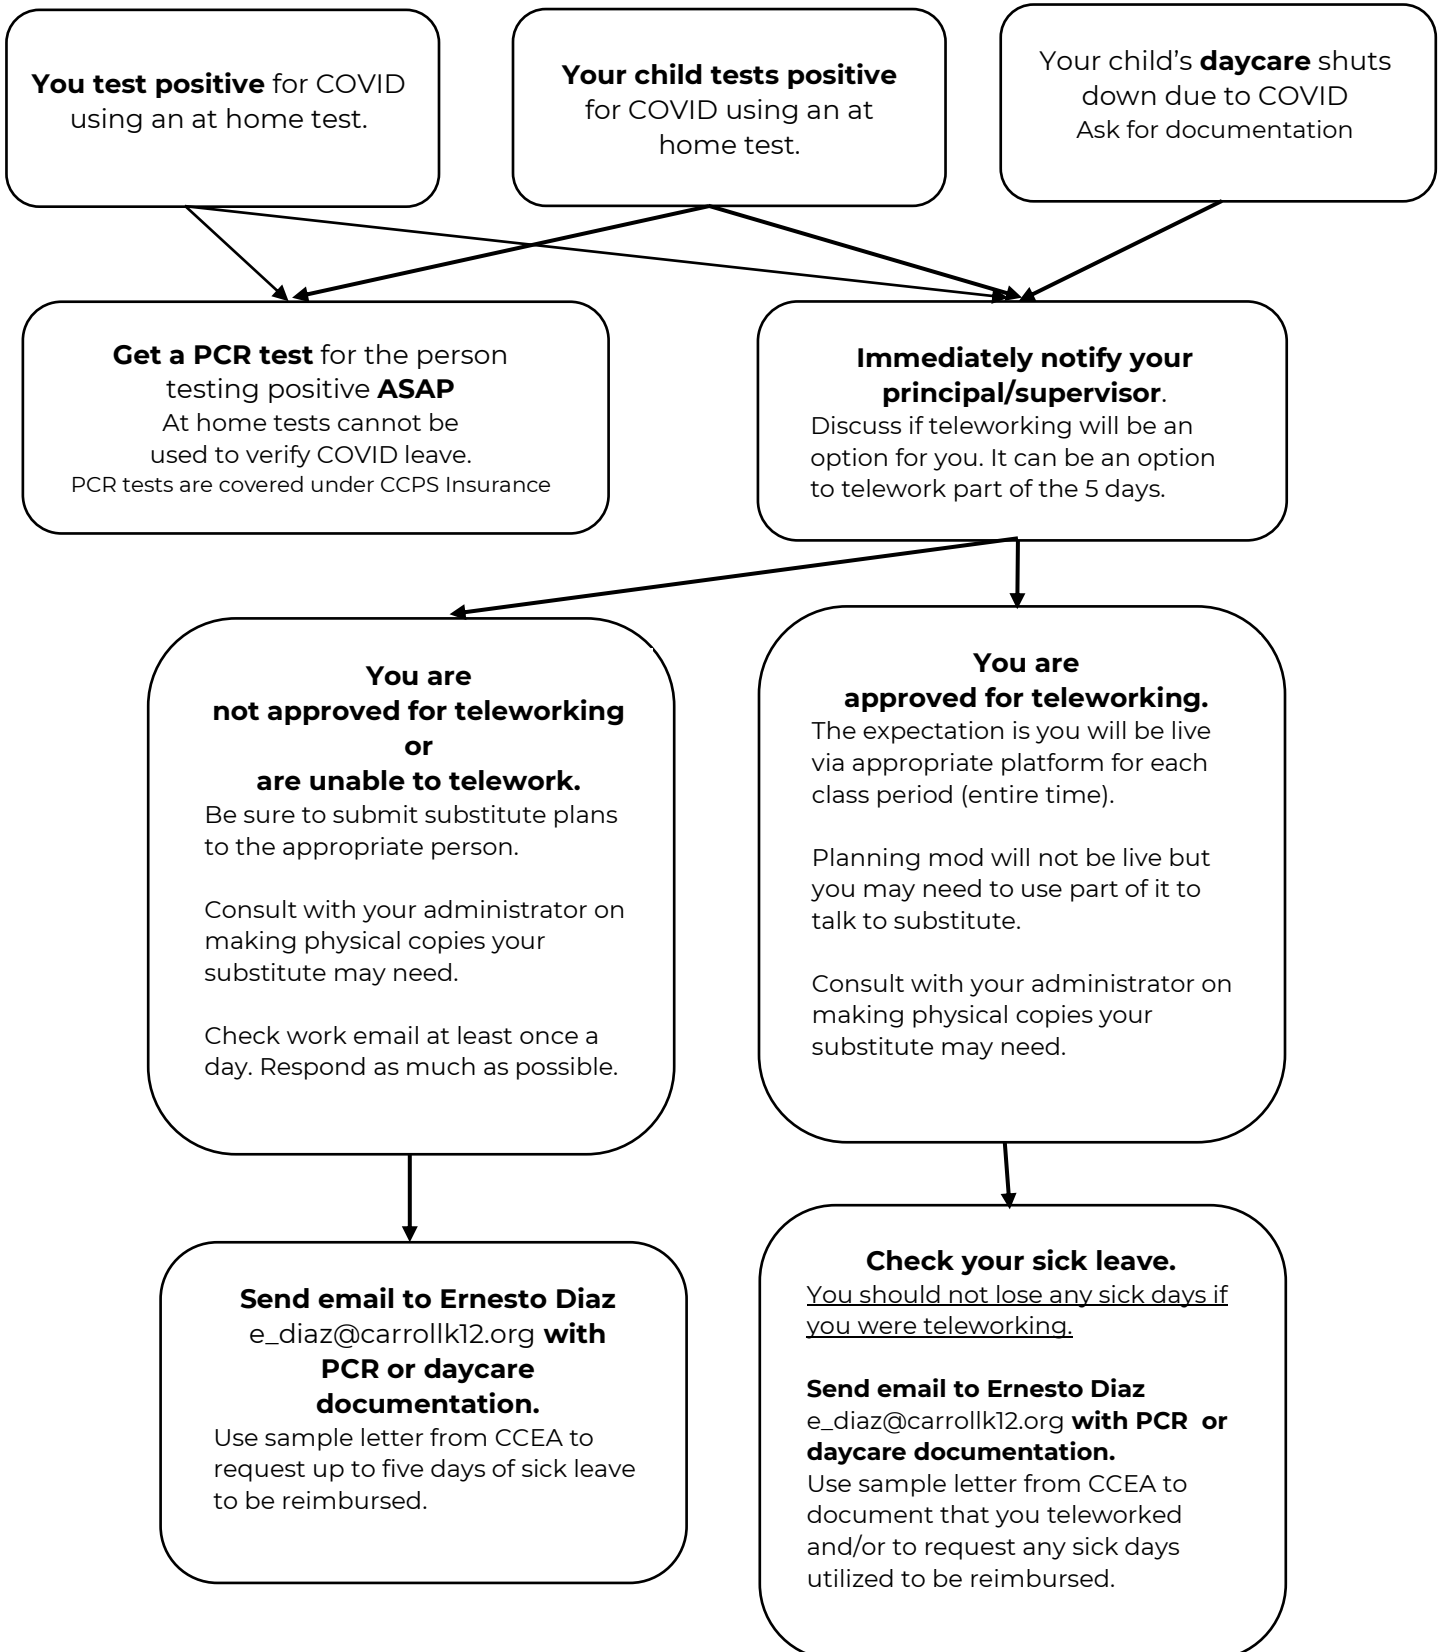 You test positive for COVID
using an at home test.
Your child tests positive
for COVID using an at
home test.
Your child’s daycare shuts
down due to COVID
Ask for documentation
Get a PCR test for the person
testing positive ASAP
At home tests cannot be
used to verify COVID leave.
PCR tests are covered under CCPS Insurance
Immediately notify your
principal/supervisor.
Discuss if teleworking will be an
option for you. It can be an option
to telework part of the 5 days.
You are
not approved for teleworking
or
are unable to telework.
Be sure to submit substitute plans
to the appropriate person.
Consult with your administrator on
making physical copies your
substitute may need.
Check work email at least once a
day. Respond as much as possible.
You are
approved for teleworking.
The expectation is you will be live
via appropriate platform for each
class period (entire time).
Planning mod will not be live but
you may need to use part of it to
talk to substitute.
Consult with your administrator on
making physical copies your
substitute may need.
Send email to Ernesto Diaz
e_diaz@carrollk12.org with
PCR or daycare
documentation.
Use sample letter from CCEA to
request up to five days of sick leave
to be reimbursed.
Check your sick leave.
You should not lose any sick days if
you were teleworking.
Send email to Ernesto Diaz
e_diaz@carrollk12.org with PCR  or
daycare documentation.
Use sample letter from CCEA to
document that you teleworked
and/or to request any sick days
utilized to be reimbursed.